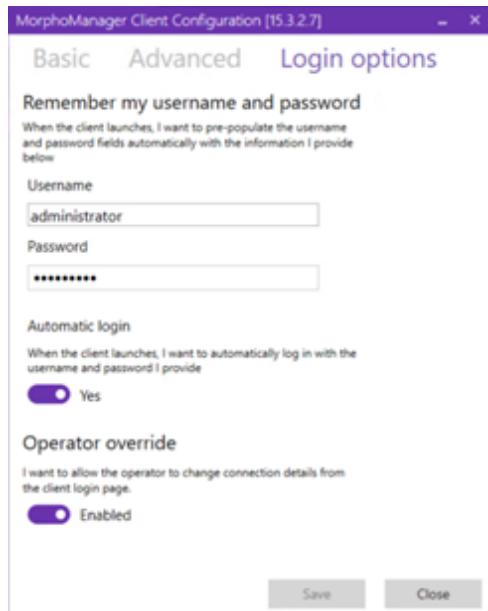 MorphoManager Client Configuration [15.3.2.7]
Basic Advanced Login options
Remember my username and password
When the client launches, I want to pre-populate the username
and password fields automatically with the information I provide
below
Username
administrator
Password
•••••••••
Automatic login
When the client launches, I want to automatically log in with the
username and password I provide
Yes
Operator override
I want to allow the operator to change connection details from
the client login page.
Enabled
Save Close